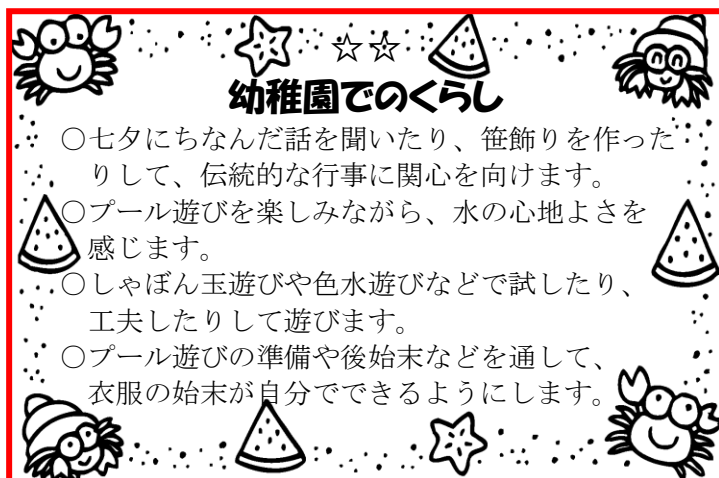 ☆☆
幼稚園でのくらし
○七夕にちなんだ話を聞いたり、笹飾りを作った
りして、伝統的な行事に関心を向けます。
○プール遊びを楽しみながら、水の心地よさを
感じます。
○しゃぼん玉遊びや色水遊びなどで試したり、
工夫したりして遊びます。
○プール遊びの準備や後始末などを通して、
衣服の始末が自分でできるようにします。